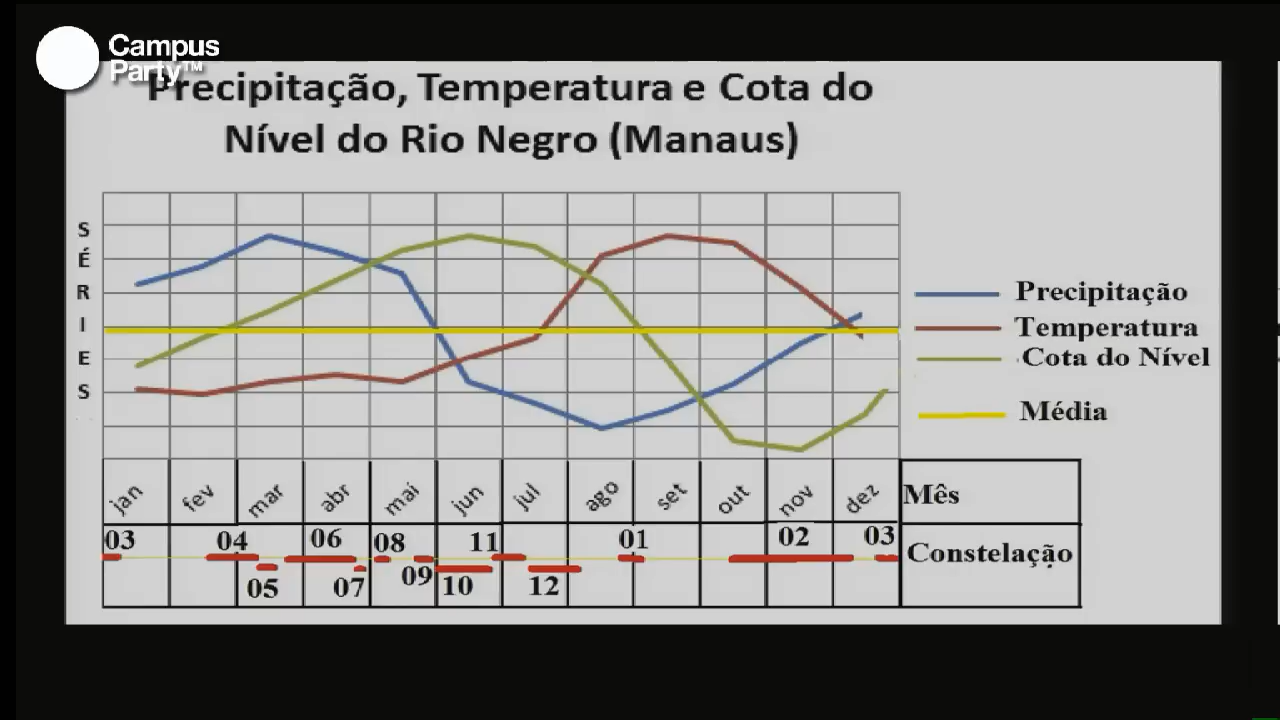 Campus
Party™
Precipitação, Temperatura e Cota do
Nível do Rio Negro (Manaus)
S
É
R
I
E
S
Precipitação
Temperatura
Cota do Nível
Média
jan fev mar abr mai jun jul ago set out nov dez Mês
03 04 06 08 11 01 02 03
Constelação
05 07 09 10 12